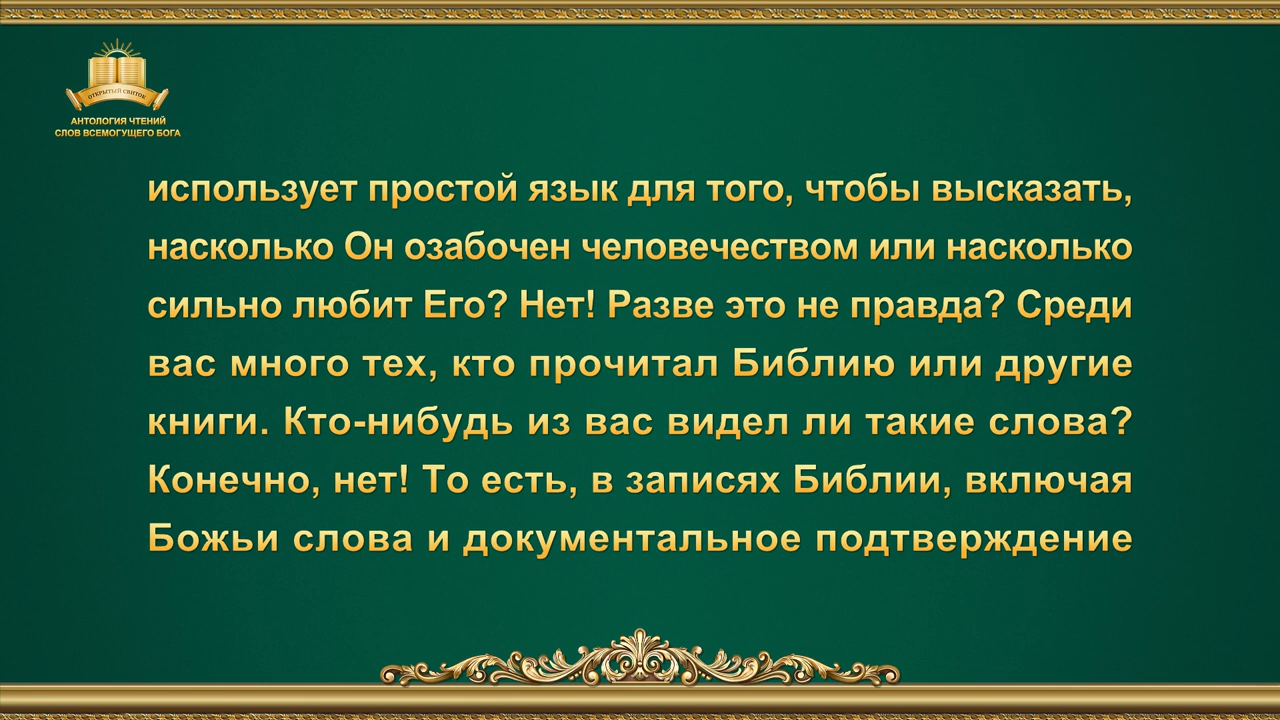 ОТКРЫТЫЙ СВИТОК
АНТОЛОГИЯ ЧТЕНИЙ
СЛОВ ВСЕМОГУЩЕГО БОГА
использует простой язык для того, чтобы высказать,
насколько Он озабочен человечеством или насколько
сильно любит Его? Нет! Разве это не правда? Среди
вас много тех, кто прочитал Библию или другие
книги. Кто-нибудь из вас видел ли такие слова?
Конечно, нет! То есть, в записях Библии, включая
Божьи слова и документальное подтверждение